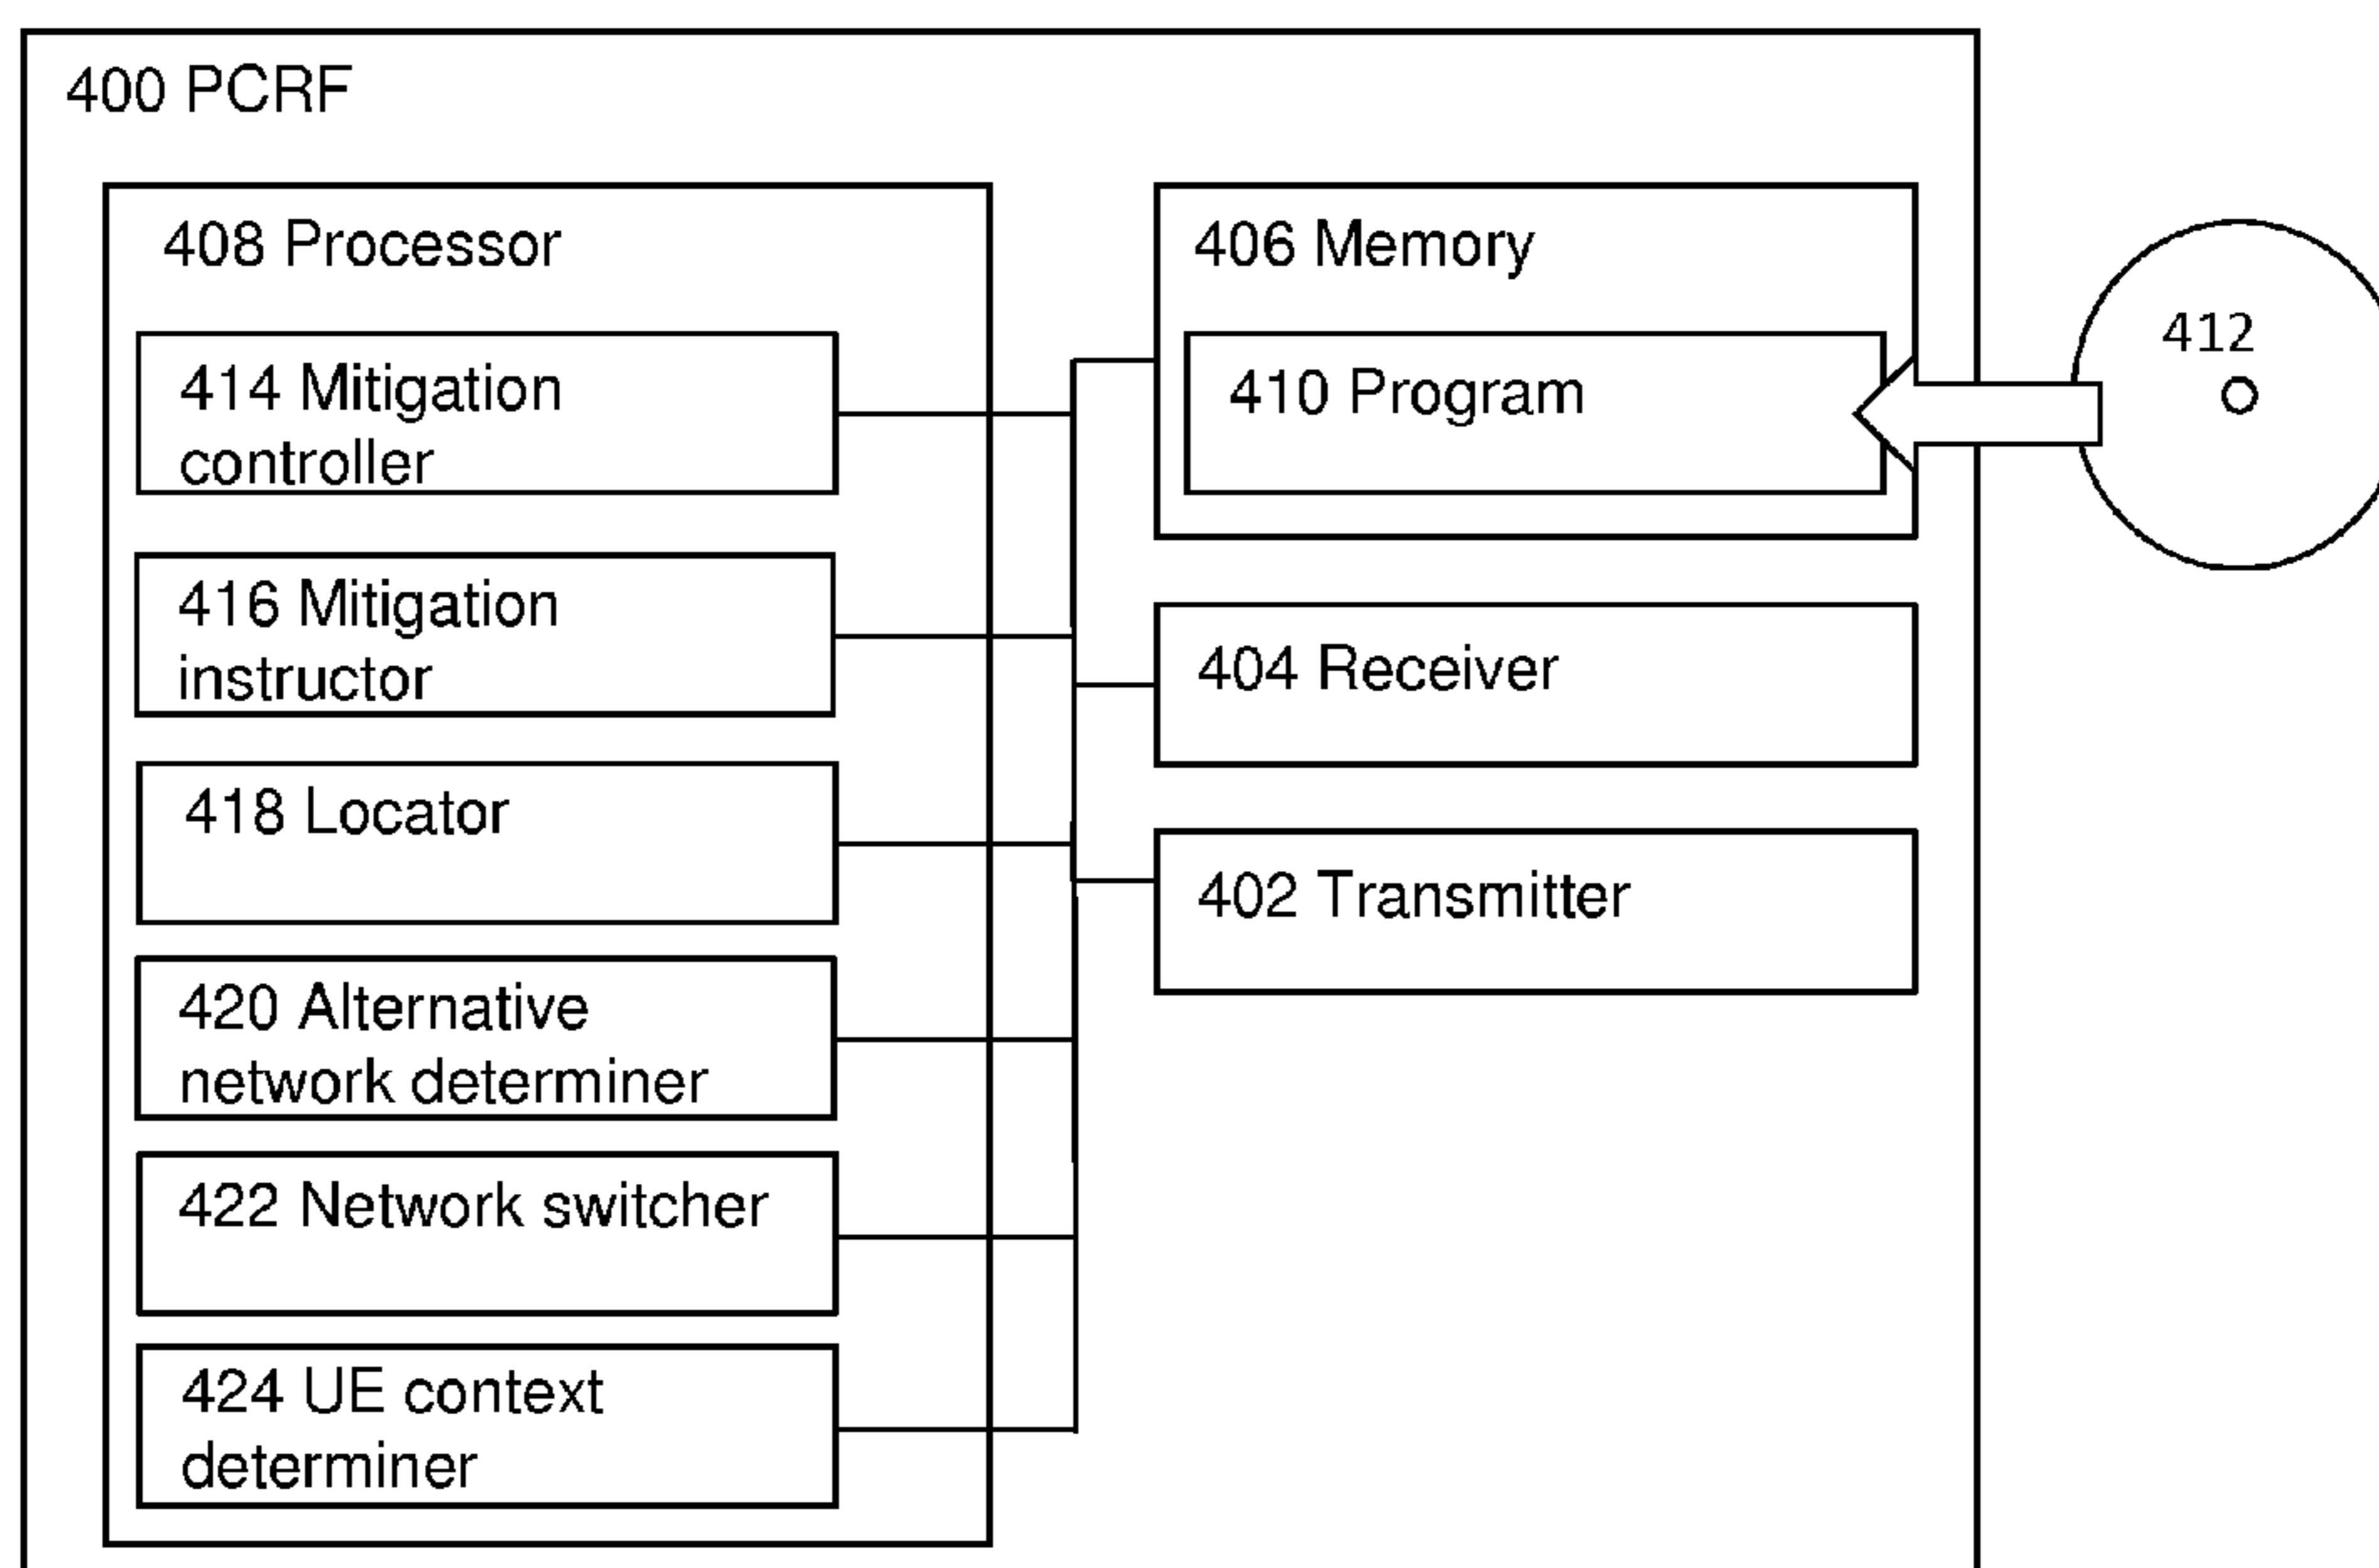 400 PCRF
408 Processor
414 Mitigation
controller
416 Mitigation
instructor
418 Locator
420 Alternative
network determiner
422 Network switcher
424 UE context
determiner
406 Memory
410 Program
404 Receiver
402 Transmitter
412